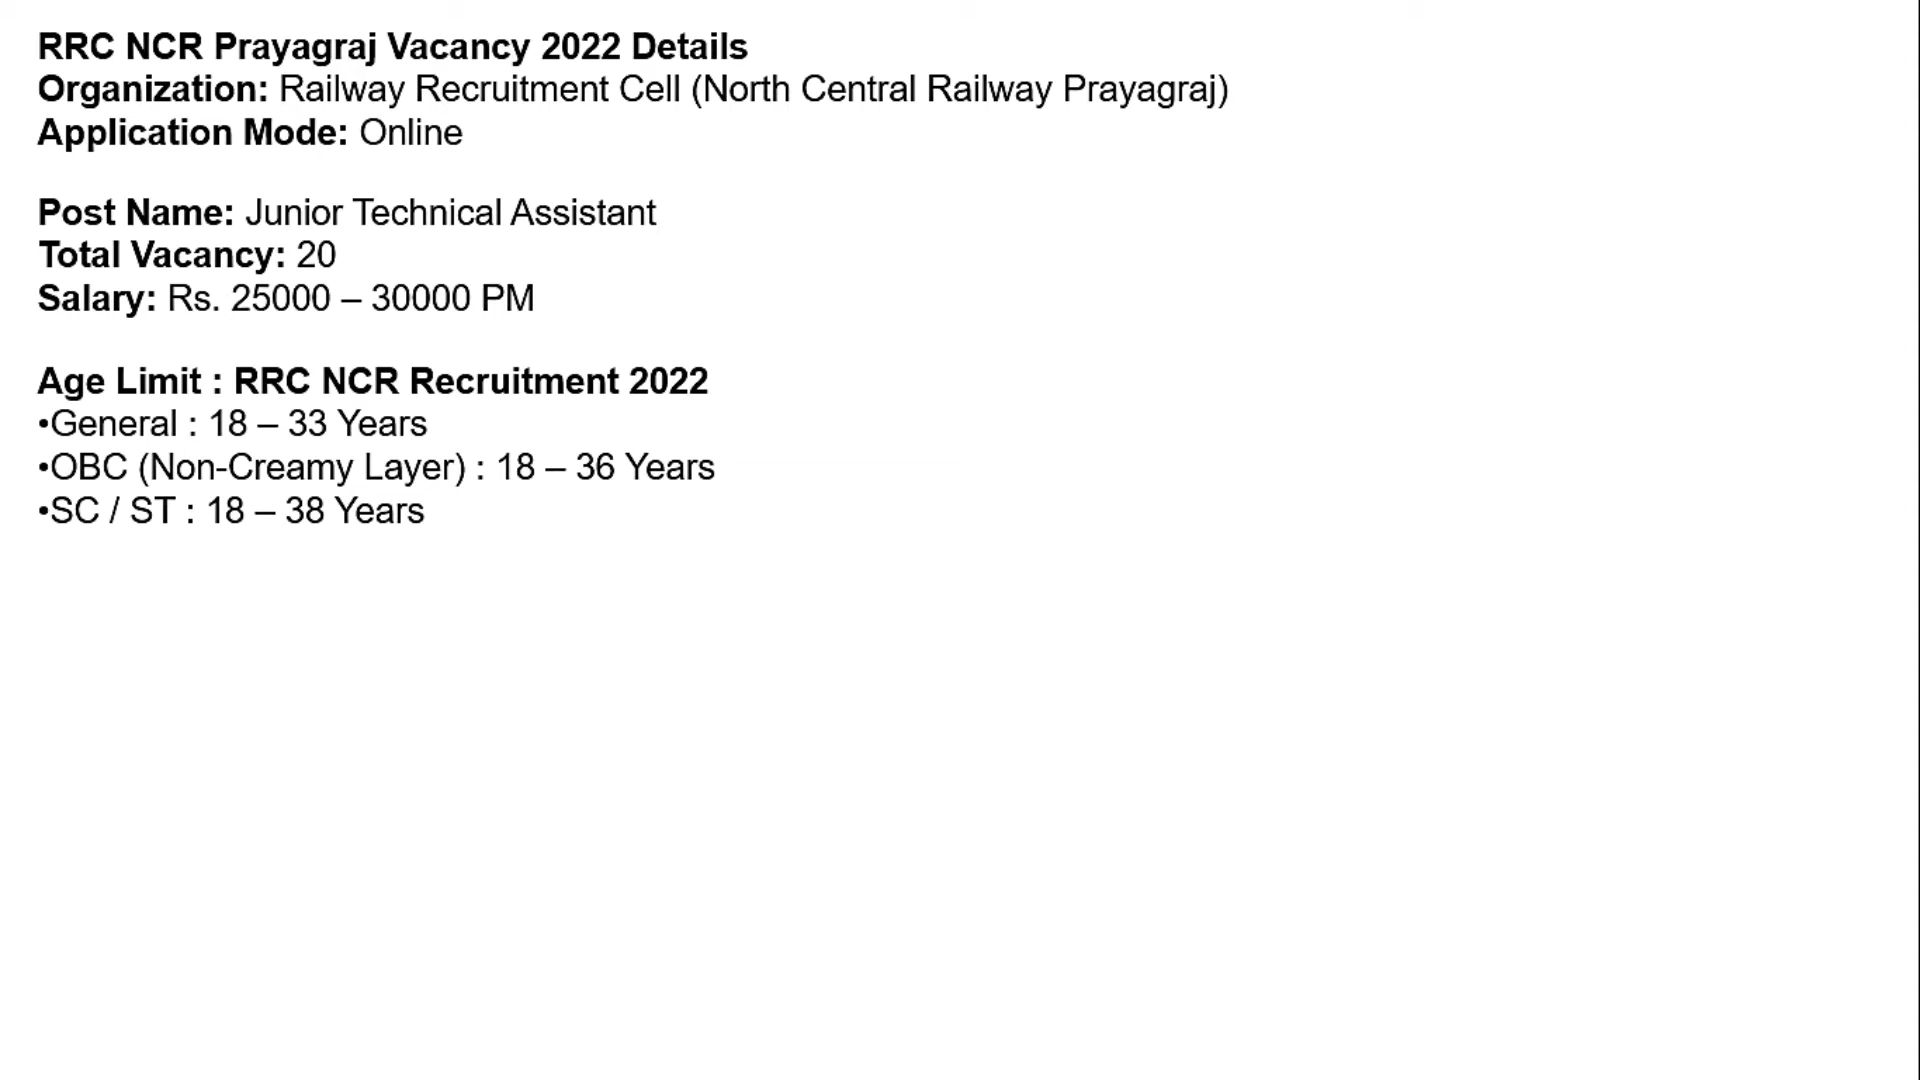 RRC NCR Prayagraj Vacancy 2022 Details
Organization: Railway Recruitment Cell (North Central Railway Prayagraj)
Application Mode: Online
Post Name: Junior Technical Assistant
Total Vacancy: 20
Salary: Rs. 25000 – 30000 PM
Age Limit : RRC NCR Recruitment 2022
•General : 18 – 33 Years
•OBC (Non-Creamy Layer) : 18 – 36 Years
•SC / ST : 18 – 38 Years